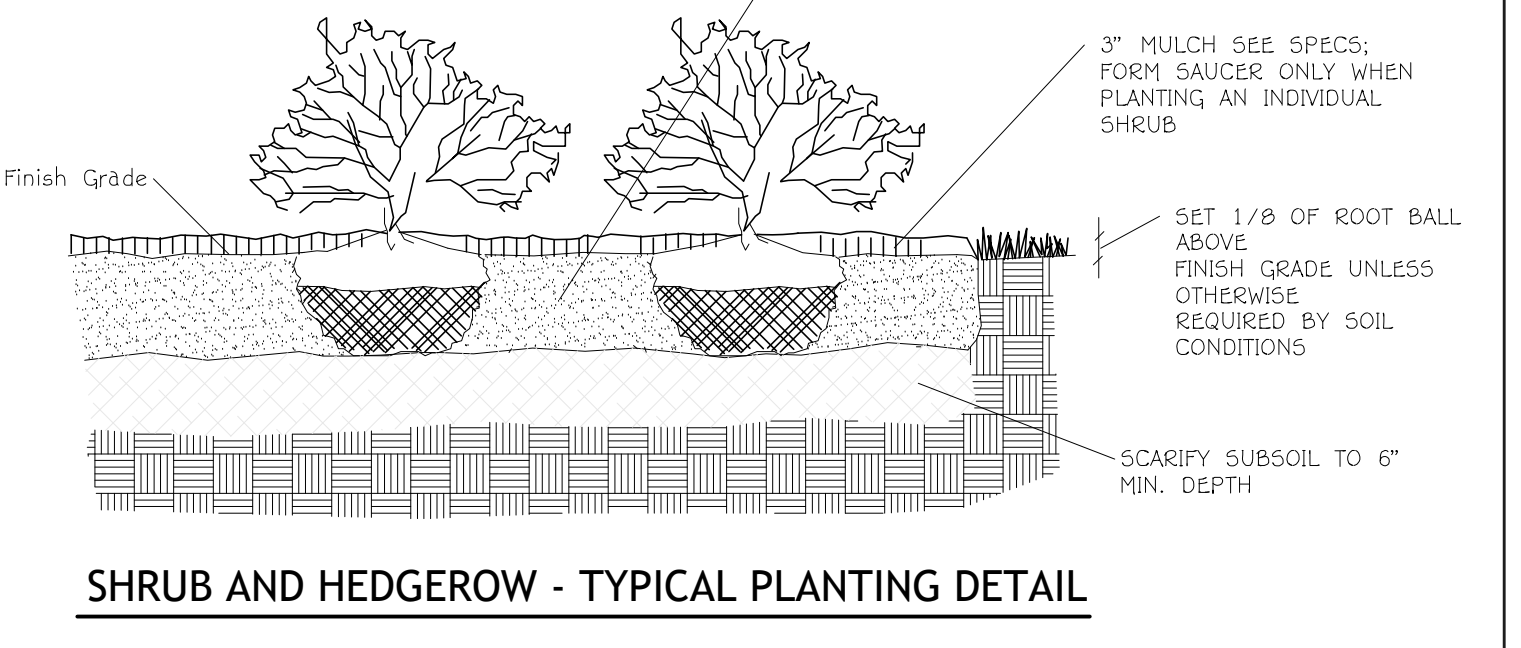 3” MULCH SEE SPECS;
FORM SAUCER ONLY WHEN
PLANTING AN INDIVIDUAL
SHRUB
Finish Grade
SET 1/8 OF ROOT BALL
ABOVE
FINISH GRADE UNLESS
OTHERWISE
REQUIRED BY SOIL
CONDITIONS
SCARIFY SUBSOIL TO 6”
MIN. DEPTH
SHRUB AND HEDGEROW - TYPICAL PLANTING DETAIL